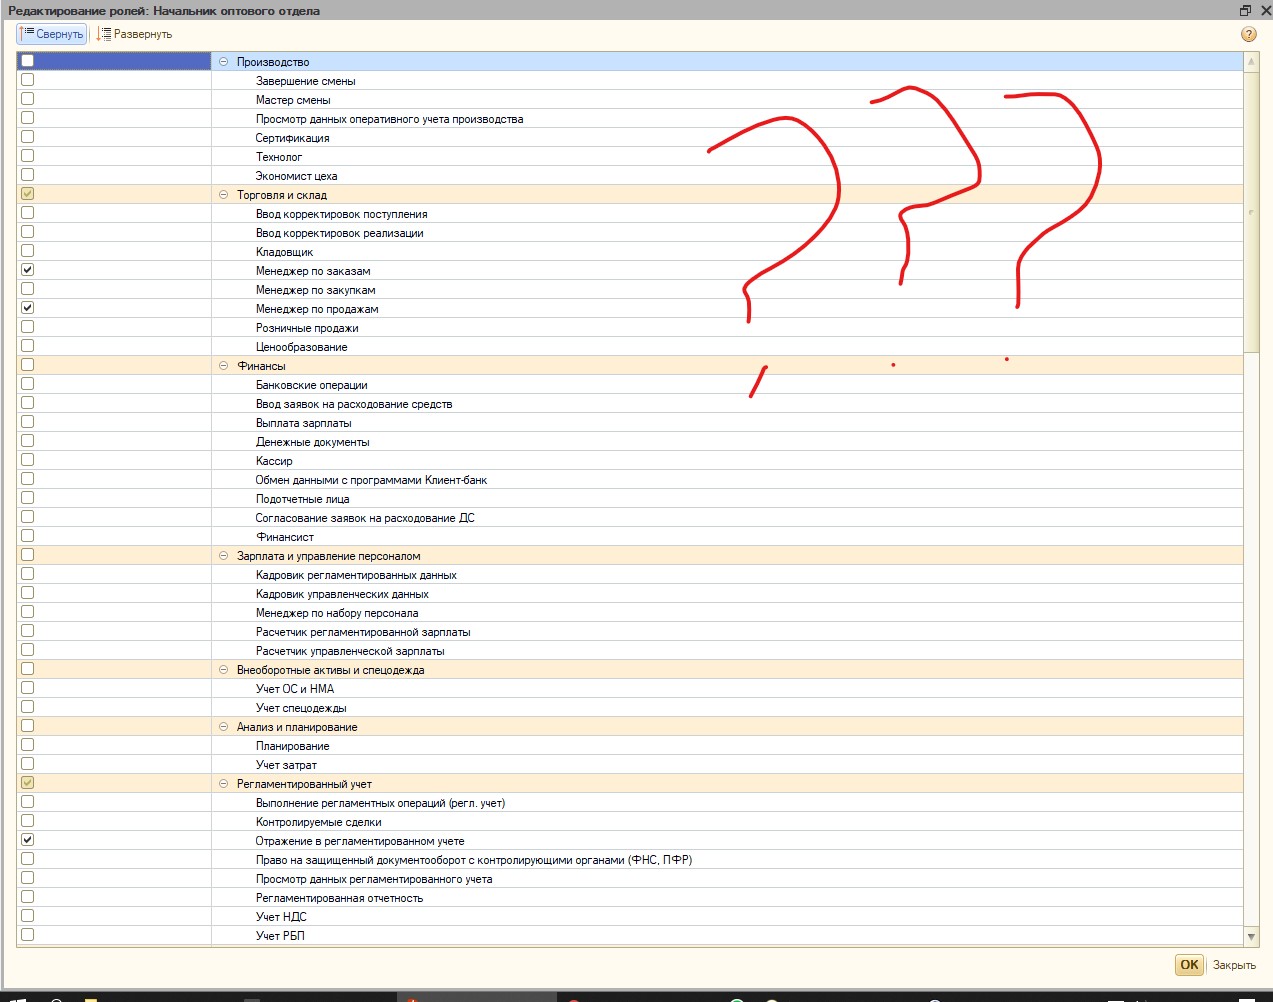 Редактирование ролей: Начальник оптового отдела
Свернуть Развернуть ?
Производство
Завершение смены
Мастер смены
Просмотр данных оперативного учета производства
Сертификация
Технолог
Экономист цеха
Торговля и склад
Ввод корректировок поступления
Ввод корректировок реализации
Кладовщик
Менеджер по заказам
Менеджер по закупкам
Менеджер по продажам
Розничные продажи
Ценообразование
Финансы
Банковские операции
Ввод заявок на расходование средств
Выплата зарплаты
Денежные документы
Кассир
Обмен данными с программами Клиент-банк
Подотчетные лица
Согласование заявок на расходование ДС
Финансист
Зарплата и управление персоналом
Кадровик регламентированных данных
Кадровик управленческих данных
Менеджер по набору персонала
Расчетчик регламентированной зарплаты
Расчетчик управленческой зарплаты
Внеоборотные активы и спецодежда
Учет ОС и НМА
Учет спецодежды
Анализ и планирование
Планирование
Учет затрат
Регламентированный учет
Выполнение регламентных операций (регл. учет)
Контролируемые сделки
Отражение в регламентированном учете
Право на защищенный документооборот с контролирующими органами (ФНС, ПФР)
Просмотр данных регламентированного учета
Регламентированная отчетность
Учет НДС
Учет РБП
OK Закрыть
???